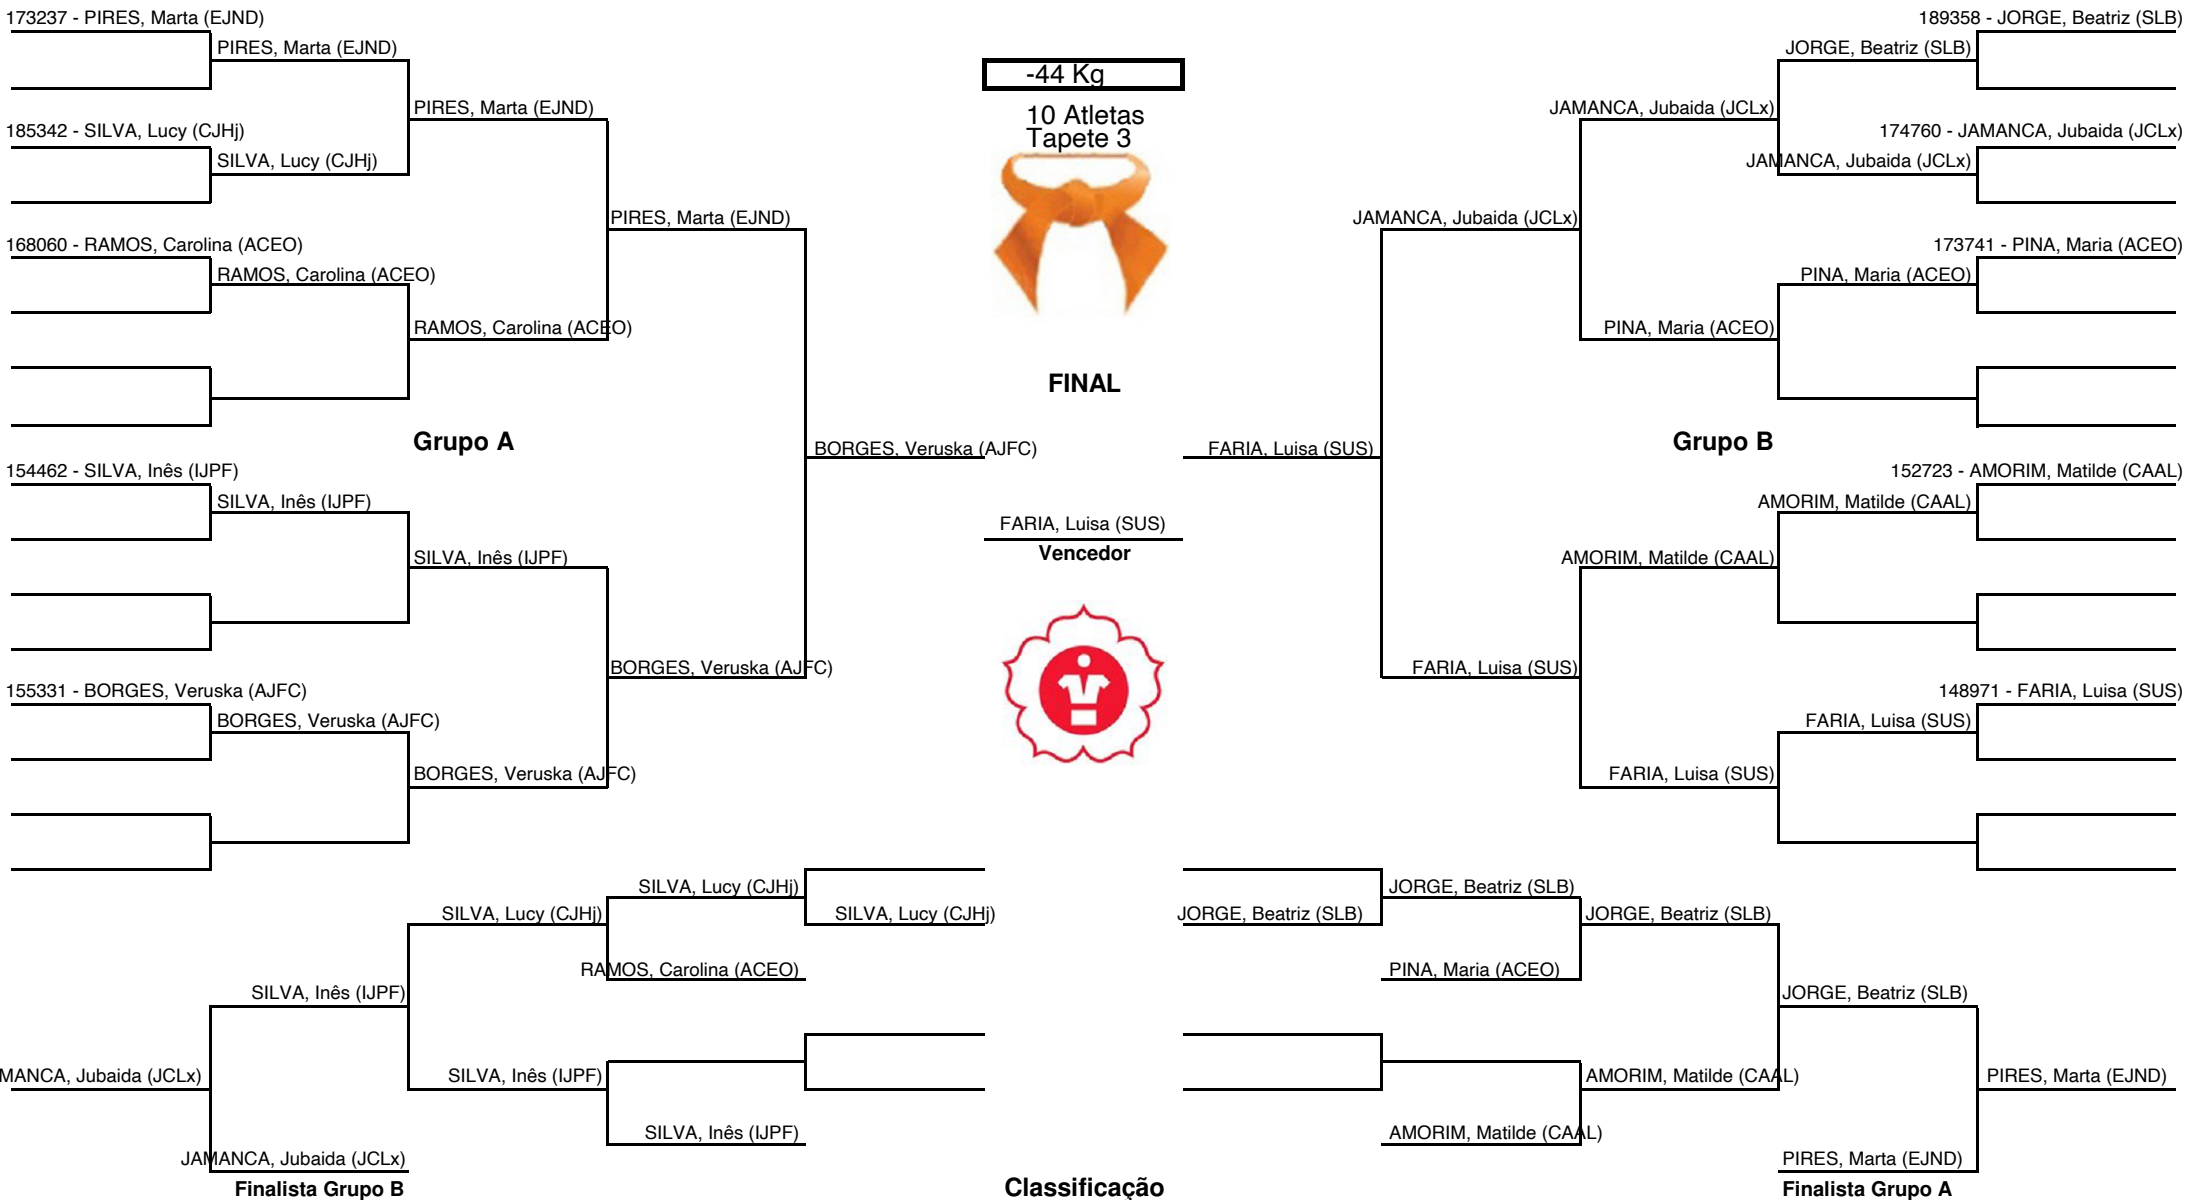 173237 - PIRES, Marta (EJND)
PIRES, Marta (EJND)
PIRES, Marta (EJND)
185342 - SILVA, Lucy (CJHj)
SILVA, Lucy (CJHj)
PIRES, Marta (EJND)
168060 - RAMOS, Carolina (ACEO)
RAMOS, Carolina (ACEO)
RAMOS, Carolina (ACEO)
Grupo A
154462 - SILVA, Inês (IJPF)
SILVA, Inês (IJPF)
SILVA, Inês (IJPF)
BORGES, Veruska (AJFC)
155331 - BORGES, Veruska (AJFC)
BORGES, Veruska (AJFC)
BORGES, Veruska (AJFC)
BORGES, Veruska (AJFC)
-44 Kg
10 Atletas
Tapete 3
FINAL
FARIA, Luisa (SUS)
Vencedor
189358 - JORGE, Beatriz (SLB)
JORGE, Beatriz (SLB)
JAMANCA, Jubaida (JCLx)
174760 - JAMANCA, Jubaida (JCLx)
JAMANCA, Jubaida (JCLx)
JAMANCA, Jubaida (JCLx)
173741 - PINA, Maria (ACEO)
PINA, Maria (ACEO)
PINA, Maria (ACEO)
Grupo B
FARIA, Luisa (SUS)
152723 - AMORIM, Matilde (CAAL)
AMORIM, Matilde (CAAL)
AMORIM, Matilde (CAAL)
FARIA, Luisa (SUS)
148971 - FARIA, Luisa (SUS)
FARIA, Luisa (SUS)
FARIA, Luisa (SUS)
SILVA, Lucy (CJHj)
SILVA, Lucy (CJHj)
SILVA, Lucy (CJHj)
RAMOS, Carolina (ACEO)
SILVA, Inês (IJPF)
MANCA, Jubaida (JCLx)
SILVA, Inês (IJPF)
SILVA, Inês (IJPF)
JAMANCA, Jubaida (JCLx)
Finalista Grupo B
Classificação
JORGE, Beatriz (SLB)
JORGE, Beatriz (SLB)
JORGE, Beatriz (SLB)
PINA, Maria (ACEO)
JORGE, Beatriz (SLB)
AMORIM, Matilde (CAAL)
PIRES, Marta (EJND)
AMORIM, Matilde (CAAL)
PIRES, Marta (EJND)
Finalista Grupo A